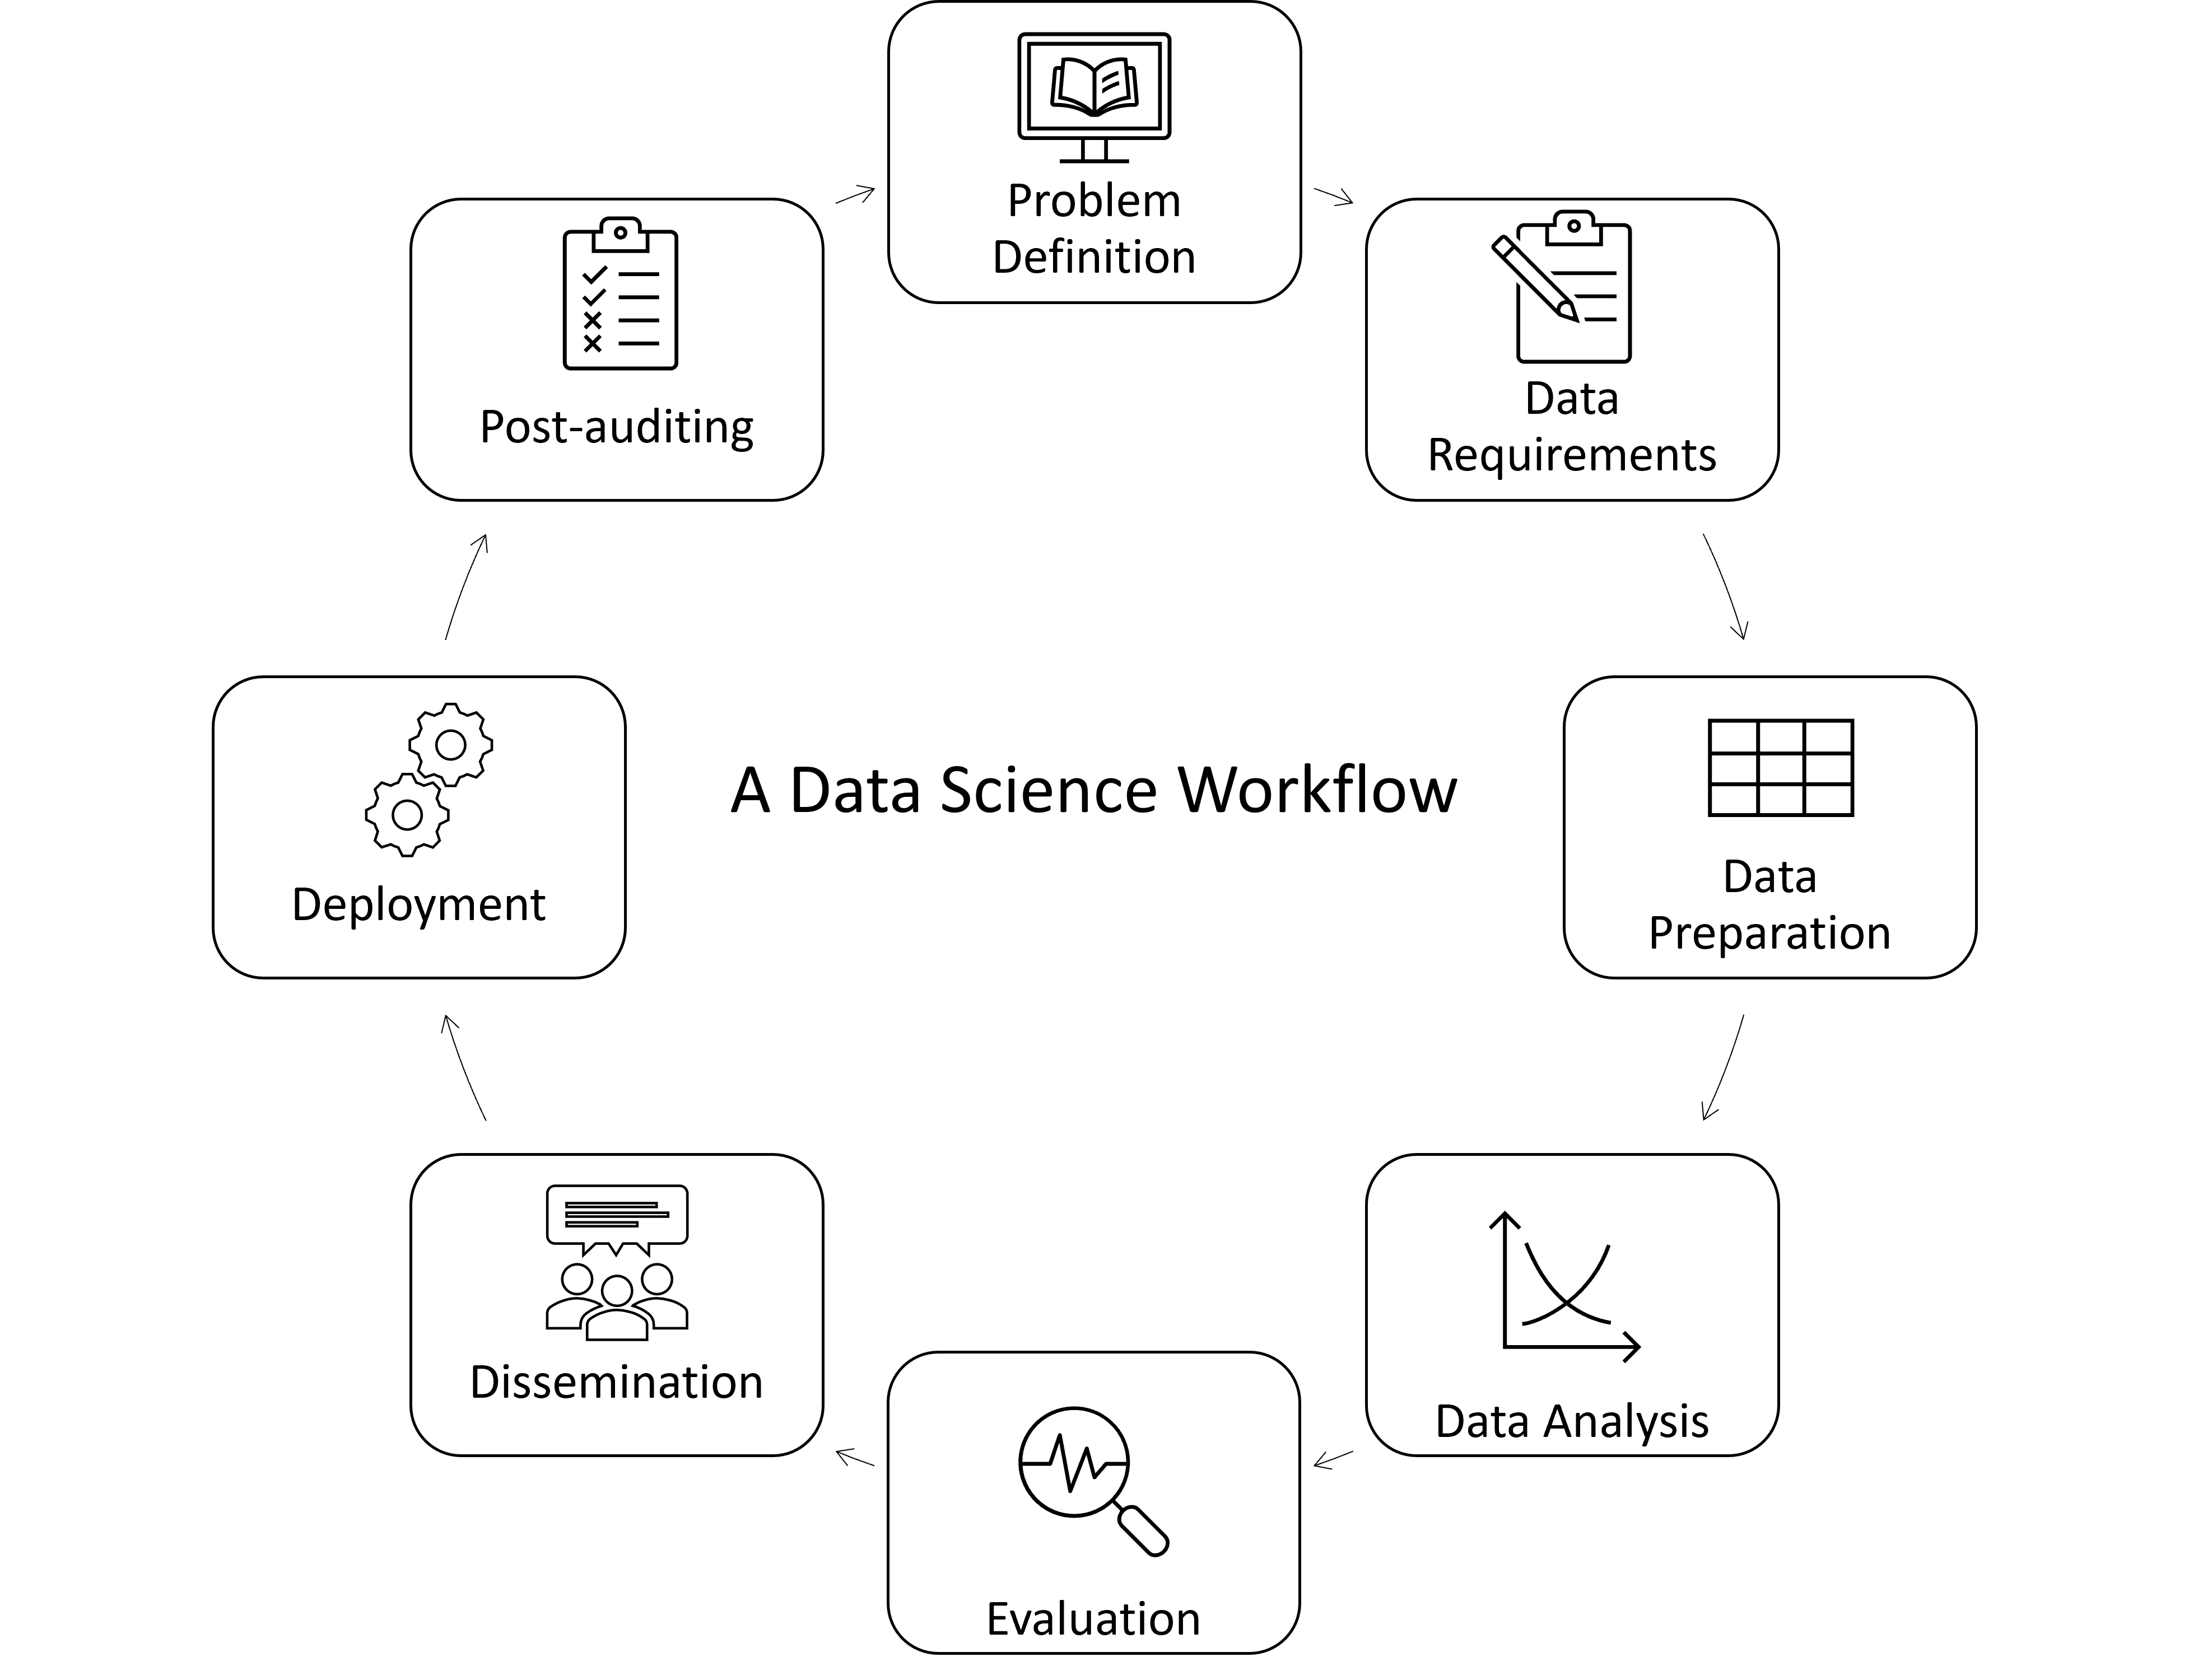 Problem
Definition
Data
Requirements
Data
Preparation
Data Analysis
Evaluation
Dissemination
Deployment
Post-auditing
A Data Science Workflow